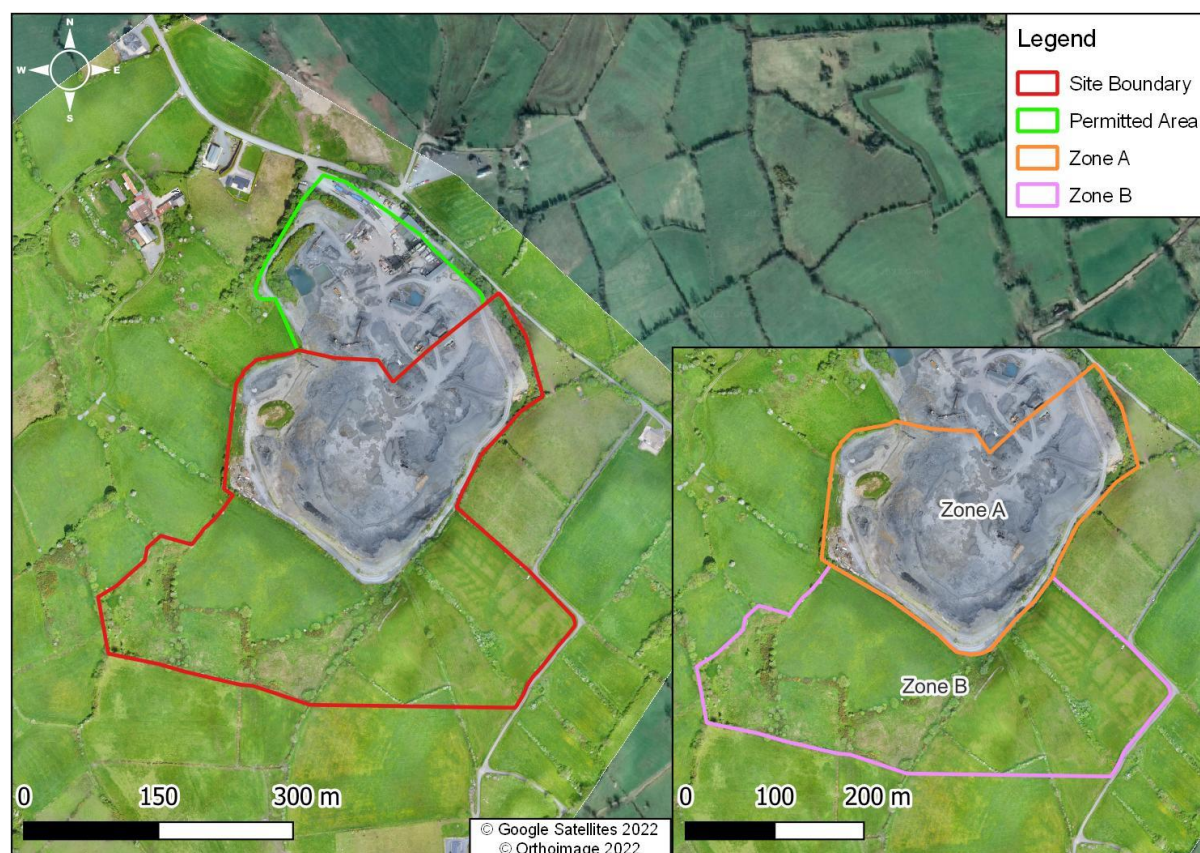 N
W E
S
Legend
Site Boundary
Permitted Area
Zone A
Zone B
Zone A
Zone B
0 150 300 m
© Google Satellites 2022
© Orthoimage 2022
0 100 200 m